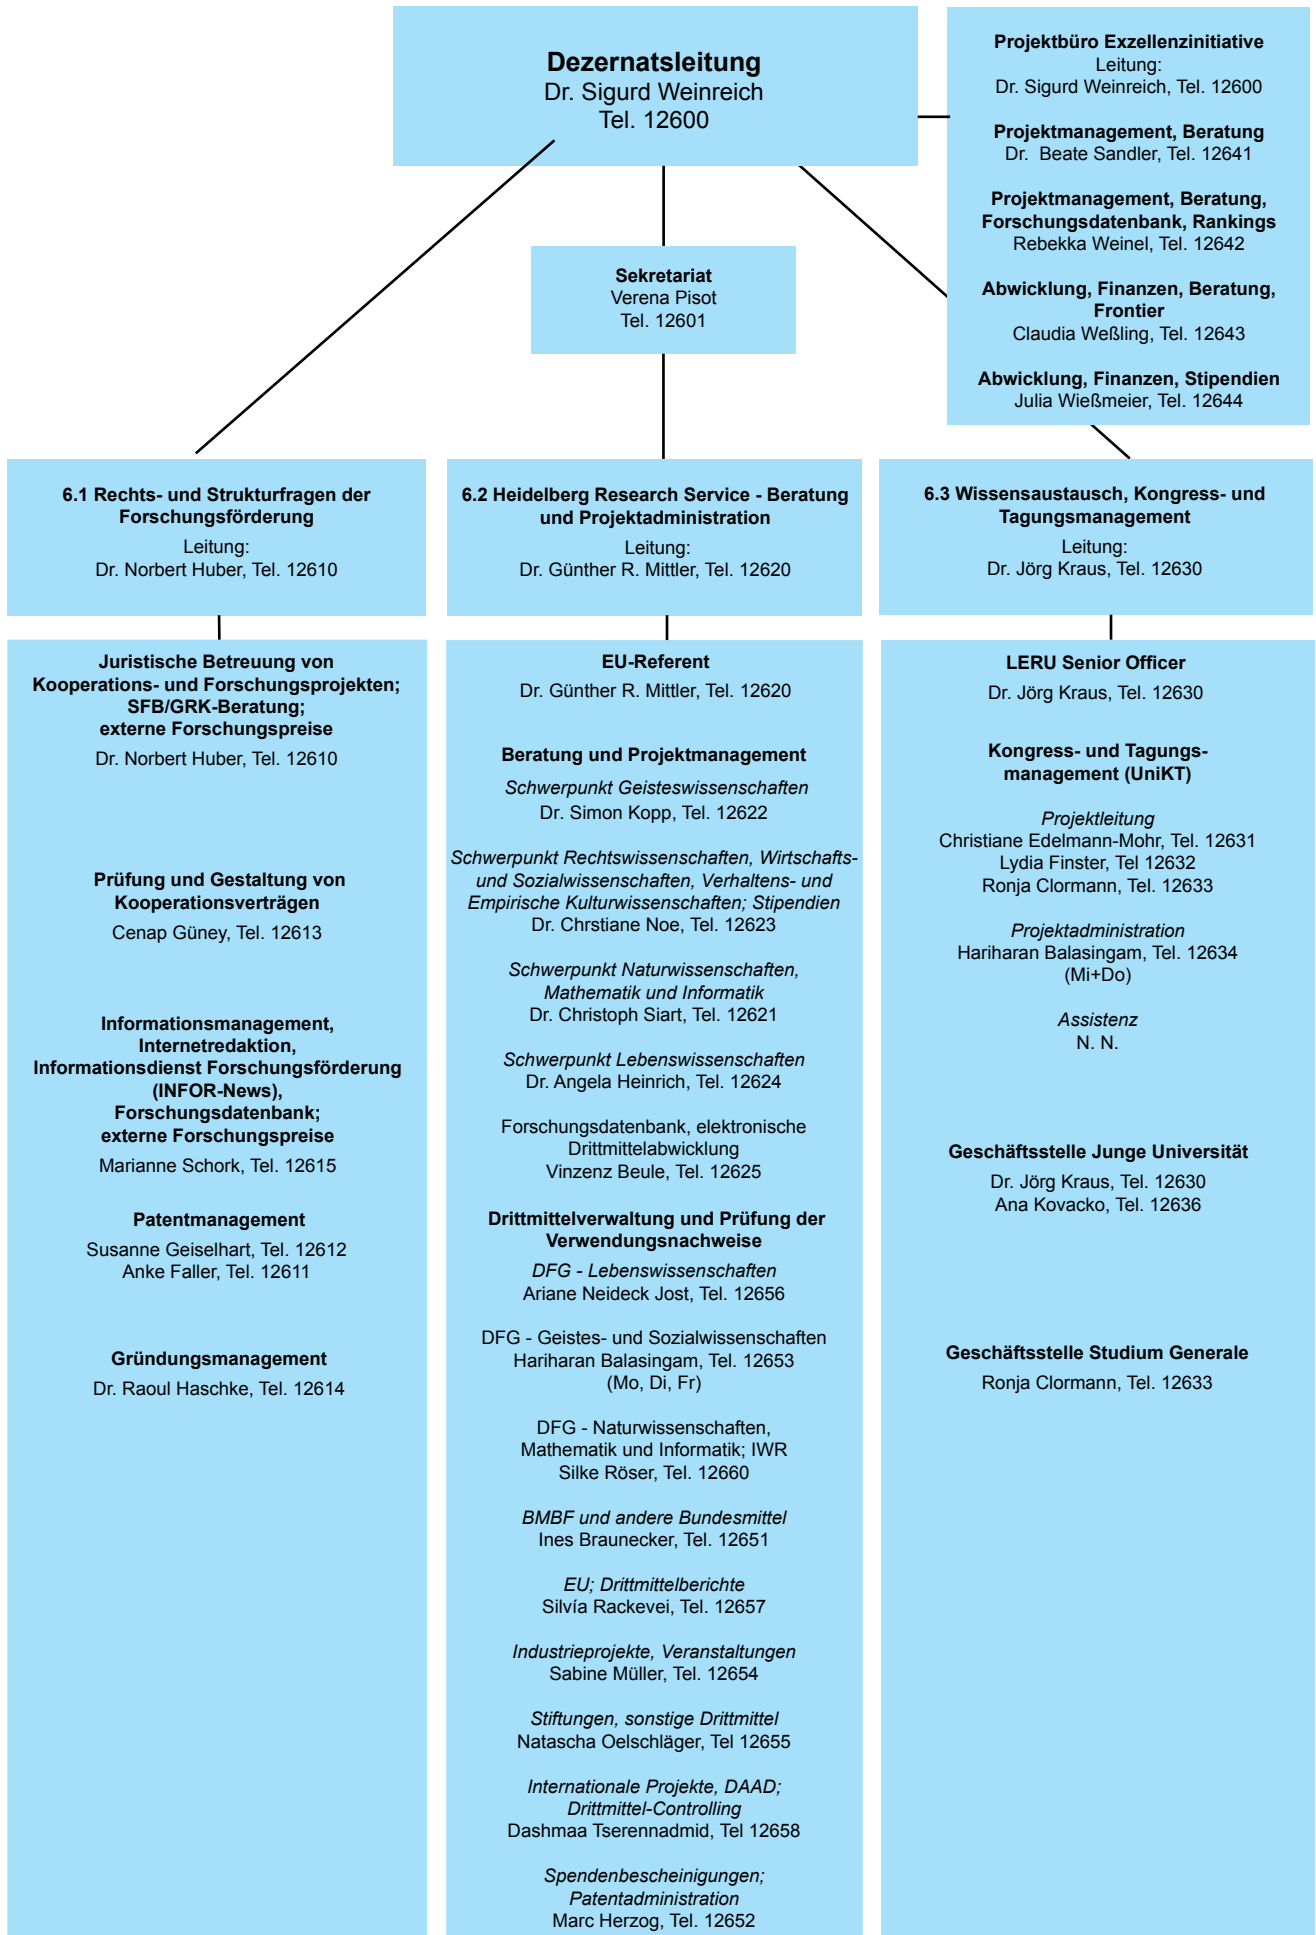 Dezernatsleitung
Dr. Sigurd Weinreich
Tel. 12600
Projektbüro Exzellenzinitiative
Leitung:
Dr. Sigurd Weinreich, Tel. 12600
Projektmanagement, Beratung
Dr. Beate Sandler, Tel. 12641
Projektmanagement, Beratung,
Forschungsdatenbank, Rankings
Rebekka Weinel, Tel. 12642
Abwicklung, Finanzen, Beratung,
Frontier
Claudia Weßling, Tel. 12643
Abwicklung, Finanzen, Stipendien
Julia Wießmeier, Tel. 12644
Sekretariat
Verena Pisot
Tel. 12601
6.1 Rechts- und Strukturfragen der
Forschungsförderung
Leitung:
Dr. Norbert Huber, Tel. 12610
Juristische Betreuung von
Kooperations- und Forschungsprojekten;
SFB/GRK-Beratung;
externe Forschungspreise
Dr. Norbert Huber, Tel. 12610
Prüfung und Gestaltung von
Kooperationsverträgen
Cenap Güney, Tel. 12613
Informationsmanagement,
Internetredaktion,
Informationsdienst Forschungsförderung
(INFOR-News),
Forschungsdatenbank;
externe Forschungspreise
Marianne Schork, Tel. 12615
Patentmanagement
Susanne Geiselhart, Tel. 12612
Anke Faller, Tel. 12611
Gründungsmanagement
Dr. Raoul Haschke, Tel. 12614
6.2 Heidelberg Research Service - Beratung
und Projektadministration
Leitung:
Dr. Günther R. Mittler, Tel. 12620
EU-Referent
Dr. Günther R. Mittler, Tel. 12620
Beratung und Projektmanagement
Schwerpunkt Geisteswissenschaften
Dr. Simon Kopp, Tel. 12622
Schwerpunkt Rechtswissenschaften, Wirtschafts-
und Sozialwissenschaften, Verhaltens- und
Empirische Kulturwissenschaften; Stipendien
Dr. Chrstiane Noe, Tel. 12623
Schwerpunkt Naturwissenschaften,
Mathematik und Informatik
Dr. Christoph Siart, Tel. 12621
Schwerpunkt Lebenswissenschaften
Dr. Angela Heinrich, Tel. 12624
Forschungsdatenbank, elektronische
Drittmittelabwicklung
Vinzenz Beule, Tel. 12625
Drittmittelverwaltung und Prüfung der
Verwendungsnachweise
DFG - Lebenswissenschaften
Ariane Neideck Jost, Tel. 12656
DFG - Geistes- und Sozialwissenschaften
Hariharan Balasingam, Tel. 12653
(Mo, Di, Fr)
DFG - Naturwissenschaften,
Mathematik und Informatik; IWR
Silke Röser, Tel. 12660
BMBF und andere Bundesmittel
Ines Braunecker, Tel. 12651
EU; Drittmittelberichte
Silvía Rackevei, Tel. 12657
Industrieprojekte, Veranstaltungen
Sabine Müller, Tel. 12654
Stiftungen, sonstige Drittmittel
Natascha Oelschläger, Tel 12655
Internationale Projekte, DAAD;
Drittmittel-Controlling
Dashmaa Tserennadmid, Tel 12658
Spendenbescheinigungen;
Patentadministration
Marc Herzog, Tel. 12652
6.3 Wissensaustausch, Kongress- und
Tagungsmanagement
Leitung:
Dr. Jörg Kraus, Tel. 12630
LERU Senior Officer
Dr. Jörg Kraus, Tel. 12630
Kongress- und Tagungs-
management (UniKT)
Projektleitung
Christiane Edelmann-Mohr, Tel. 12631
Lydia Finster, Tel 12632
Ronja Clormann, Tel. 12633
Projektadministration
Hariharan Balasingam, Tel. 12634
(Mi+Do)
Assistenz
N. N.
Geschäftsstelle Junge Universität
Dr. Jörg Kraus, Tel. 12630
Ana Kovacko, Tel. 12636
Geschäftsstelle Studium Generale
Ronja Clormann, Tel. 12633